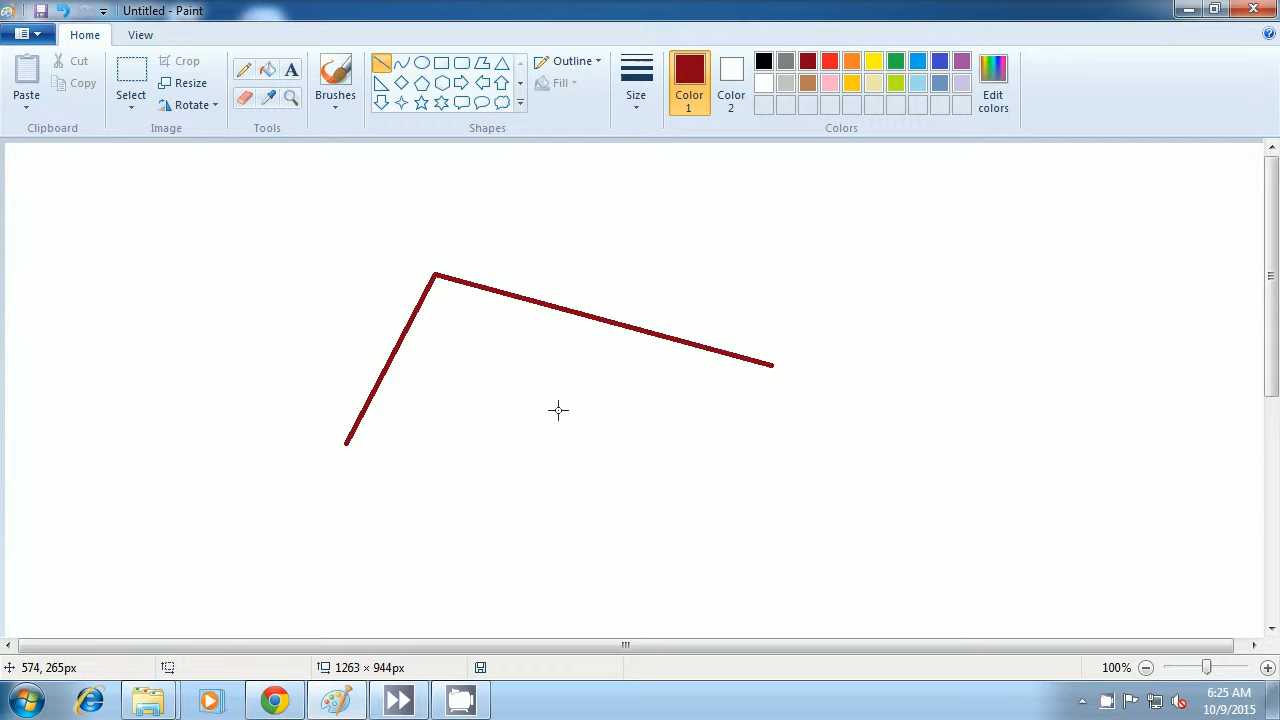 Untitled - Paint
Home View
Paste
Cut
Copy
Select
Crop
Resize
Rotate
Brushes
Outline
Fill
Size
Color 1
Color 2
Edit colors
Clipboard Image Tools Shapes Colors
574, 265px 1263 × 944px 100%
6:25 AM
10/9/2015